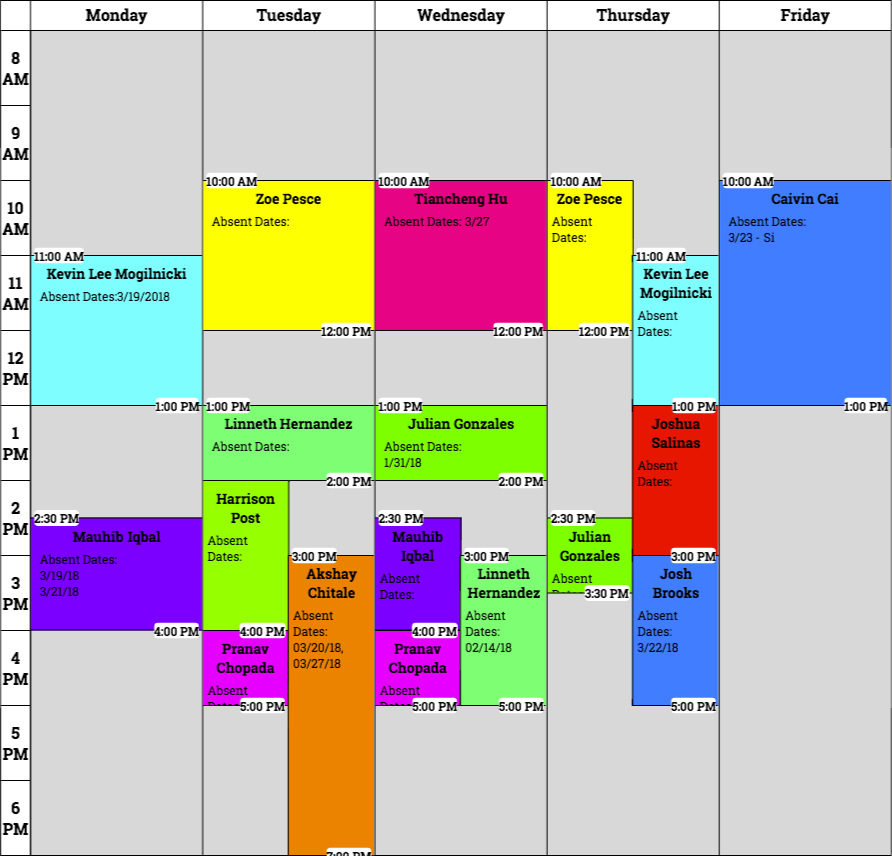 Monday
Tuesday
Wednesday
Thursday
Friday
8
AM
9
AM
10
AM
11
AM
12
PM
1
PM
2
PM
3
PM
4
PM
5
PM
6
PM
11:00 AM
Kevin Lee Mogilnicki
Absent Dates:3/19/2018
1:00 PM
2:30 PM
Mauhib Iqbal
Absent Dates:
3/19/18
3/21/18
4:00 PM
10:00 AM
Zoe Pesce
Absent Dates:
12:00 PM
1:00 PM
Linneth Hernandez
Absent Dates:
2:00 PM
Harrison
Post
Absent
Dates:
4:00 PM
3:00 PM
Akshay
Chitale
Absent
Dates:
03/20/18,
03/27/18
7:00 PM
Pranav
Chopada
Absent
Dates:
5:00 PM
10:00 AM
Tiancheng Hu
Absent Dates: 3/27
12:00 PM
1:00 PM
Julian Gonzales
Absent Dates:
1/31/18
2:00 PM
2:30 PM
Mauhib
Iqbal
Absent
Dates:
4:00 PM
3:00 PM
Linneth
Hernandez
Absent
Dates:
02/14/18
5:00 PM
Pranav
Chopada
Absent
Dates:
5:00 PM
10:00 AM
Zoe Pesce
Absent
Dates:
12:00 PM
11:00 AM
Kevin Lee
Mogilnicki
Absent
Dates:
1:00 PM
Joshua
Salinas
Absent
Dates:
3:00 PM
2:30 PM
Julian
Gonzales
Absent
3:30 PM
Josh
Brooks
Absent
Dates:
3/22/18
5:00 PM
10:00 AM
Caivin Cai
Absent Dates:
3/23 - Si
1:00 PM